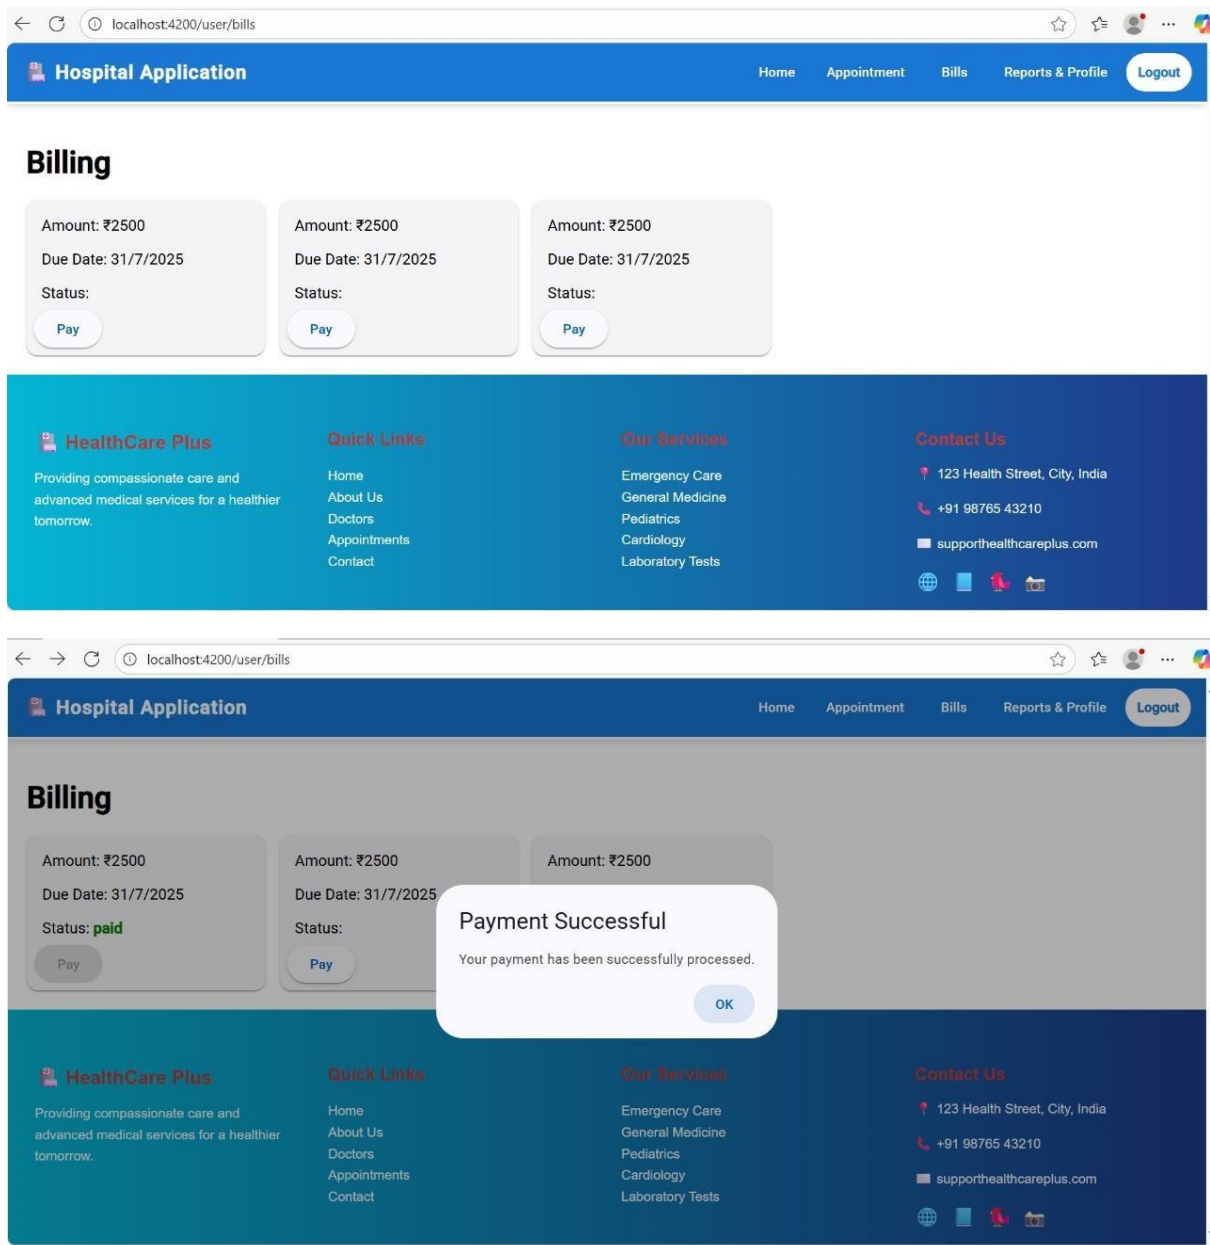 localhost:4200/user/bills
Hospital Application Home Appointment Bills Reports & Profile Logout
Billing
Amount: ₹2500 Amount: ₹2500 Amount: ₹2500
Due Date: 31/7/2025 Due Date: 31/7/2025 Due Date: 31/7/2025
Status: Status: Status:
Pay Pay Pay
HealthCare Plus Quick Links Our Services Contact Us
Providing compassionate care and
advanced medical services for a healthier
tomorrow.
Home
About Us
Doctors
Appointments
Contact
Emergency Care
General Medicine
Pediatrics
Cardiology
Laboratory Tests
123 Health Street, City, India
+91 98765 43210
supporthealthcareplus.com
localhost:4200/user/bills
Hospital Application Home Appointment Bills Reports & Profile Logout
Billing
Amount: ₹2500 Amount: ₹2500 Amount: ₹2500
Due Date: 31/7/2025 Due Date: 31/7/2025
Status: paid Status:
Pay Pay
Payment Successful
Your payment has been successfully processed.
OK
HealthCare Plus Quick Links Our Services Contact Us
Providing compassionate care and
advanced medical services for a healthier
tomorrow.
Home
About Us
Doctors
Appointments
Contact
Emergency Care
General Medicine
Pediatrics
Cardiology
Laboratory Tests
123 Health Street, City, India
+91 98765 43210
supporthealthcareplus.com